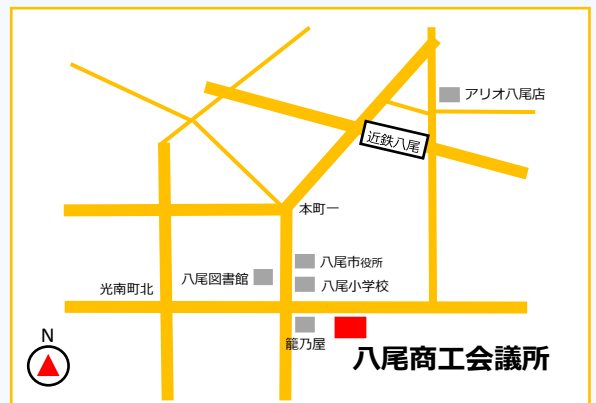 アリオ八尾店
近鉄八尾
本町一
八尾市役所
八尾図書館
八尾小学校
光南町北
籠乃屋
八尾商工会議所
N